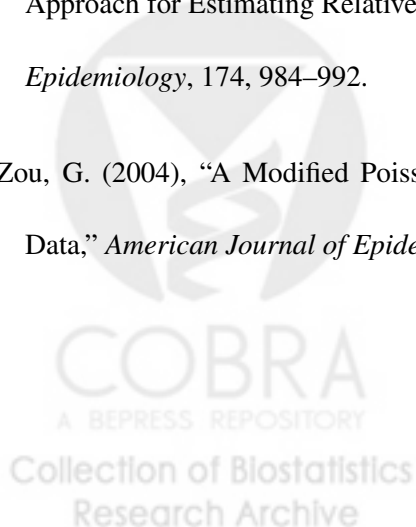 Approach for Estimating Relative
Epidemiology, 174, 984–992.
Zou, G. (2004), “A Modified Poiss
Data,” American Journal of Epide
COBRA
A BEPRESS REPOSITORY
Collection of Biostatistics
Research Archive